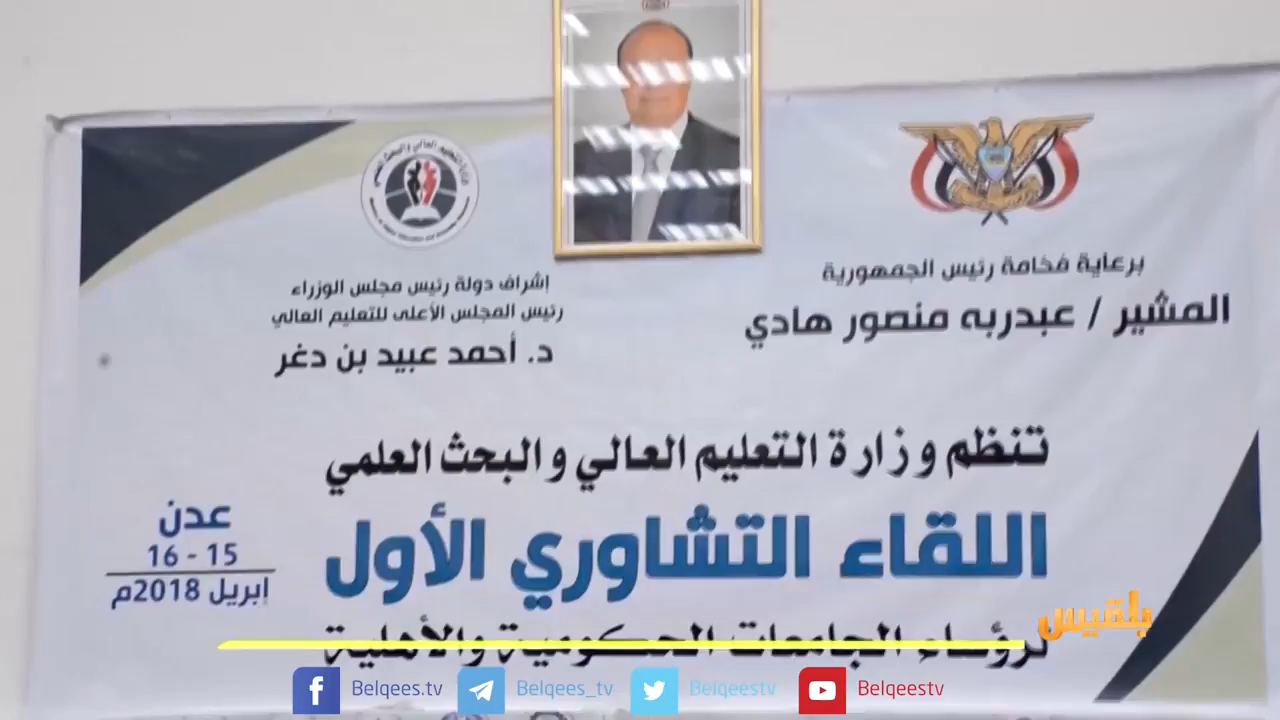 برعاية فخامة رئيس الجمهورية
المشير / عبدربه منصور هادي
إشراف دولة رئيس مجلس الوزراء
رئيس المجلس الأعلى للتعليم العالي
د. أحمد عبيد بن دغر
تنظم وزارة التعليم العالي والبحث العلمي
اللقاء التشاوري الأول
لرؤساء الجامعات الحكومية والأهلية
عدن
15 - 16
إبريل 2018م
بلقيس
Belqees.tv
Belqees_tv
Belqeestv
Belqeestv